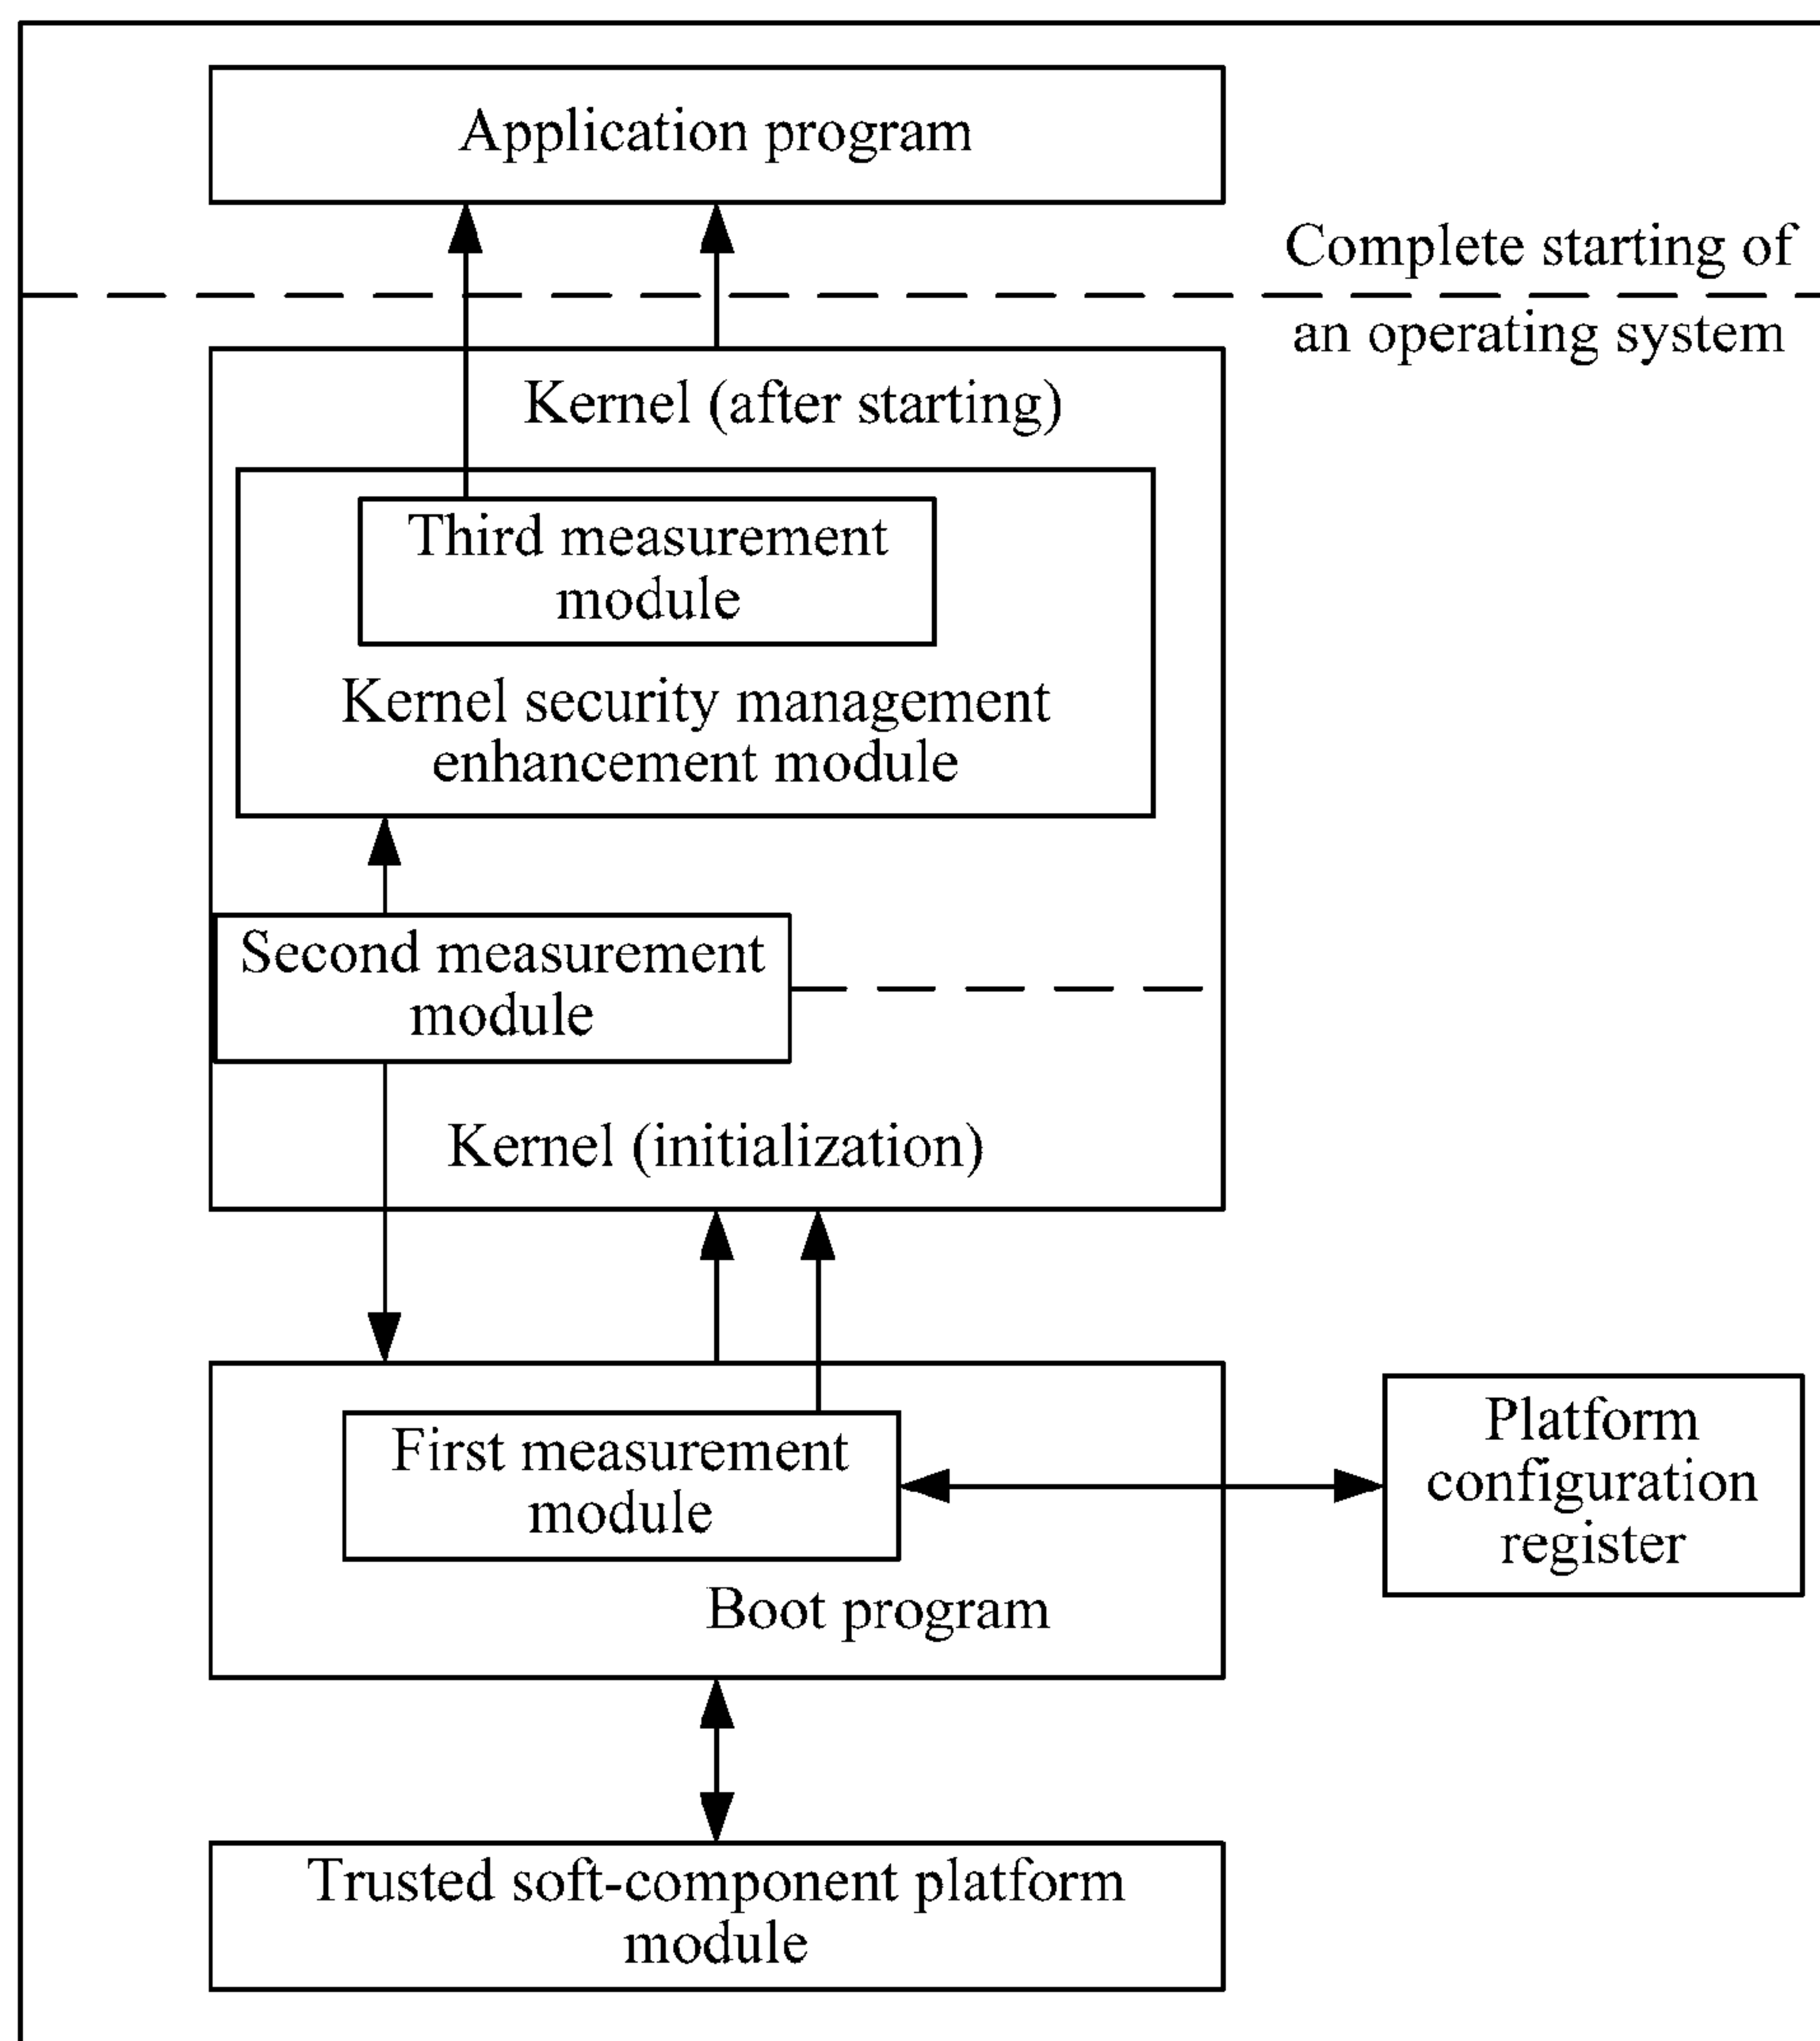 Application program
Complete starting of
an operating system
Kernel (after starting)
Third measurement
module
Kernel security management
enhancement module
Second measurement
module
Kernel (initialization)
First measurement
module
Boot program
Platform
configuration
register
Trusted soft-component platform
module